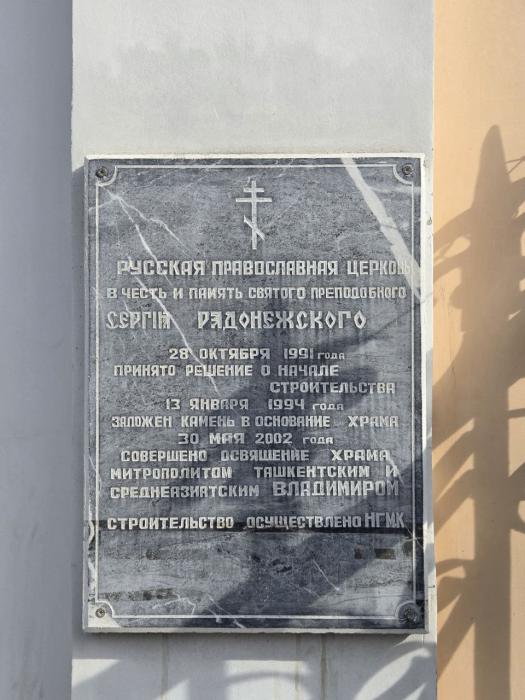 РУССКАЯ ПРАВОСЛАВНАЯ ЦЕРКОВЬ
В ЧЕСТЬ И ПАМЯТЬ СВЯТОГО ПРЕПОДОБНОГО
СЕРГІЯ РАДОНЕЖСКОГО
28 ОКТЯБРЯ 1991 года
ПРИНЯТО РЕШЕНИЕ О НАЧАЛЕ
СТРОИТЕЛЬСТВА
13 ЯНВАРЯ 1994 года
ЗАЛОЖЕН КАМЕНЬ В ОСНОВАНИЕ ХРАМА
30 МАЯ 2002 года
СОВЕРШЕНО ОСВЯЩЕНИЕ ХРАМА
МИТРОПОЛИТОМ ТАШКЕНТСКИМ И
СРЕДНЕАЗИАТСКИМ ВЛАДИМИРОМ
СТРОИТЕЛЬСТВО ОСУЩЕСТВЛЕНО НГМК